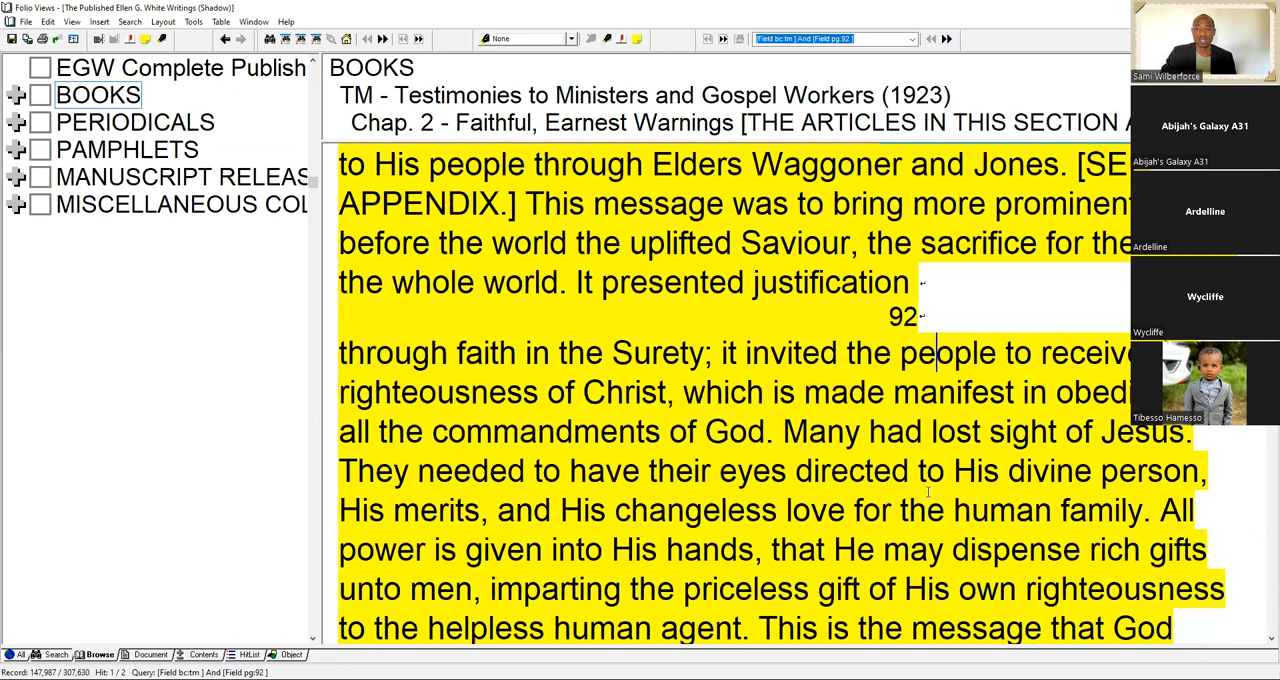 Folio Views - [The Published Ellen G. White Writings (Shadow)]
File Edit View Insert Search Layout Tools Table Window Help
None
[Field bc:tm ] And [Field pg:92 ]
EGW Complete Publish
BOOKS
PERIODICALS
PAMPHLETS
MANUSCRIPT RELEAS
MISCELLANEOUS COL
BOOKS
TM - Testimonies to Ministers and Gospel Workers (1923)
Chap. 2 - Faithful, Earnest Warnings [THE ARTICLES IN THIS SECTION
to His people through Elders Waggoner and Jones. [SE
APPENDIX.] This message was to bring more prominent
before the world the uplifted Saviour, the sacrifice for the
the whole world. It presented justification
92
through faith in the Surety; it invited the people to receiv
righteousness of Christ, which is made manifest in obedi
all the commandments of God. Many had lost sight of Jesus.
They needed to have their eyes directed to His divine person,
His merits, and His changeless love for the human family. All
power is given into His hands, that He may dispense rich gifts
unto men, imparting the priceless gift of His own righteousness
to the helpless human agent. This is the message that God
Sami Wilberforce
Abijah's Galaxy A31
Abijah's Galaxy A31
Ardelline
Ardelline
Wycliffe
Wycliffe
Tibesso Hamesso
All Search Browse Document Contents HitList Object
Record: 147,987 / 307,630 Hit: 1 / 2 Query: [Field bc:tm ] And [Field pg:92 ]